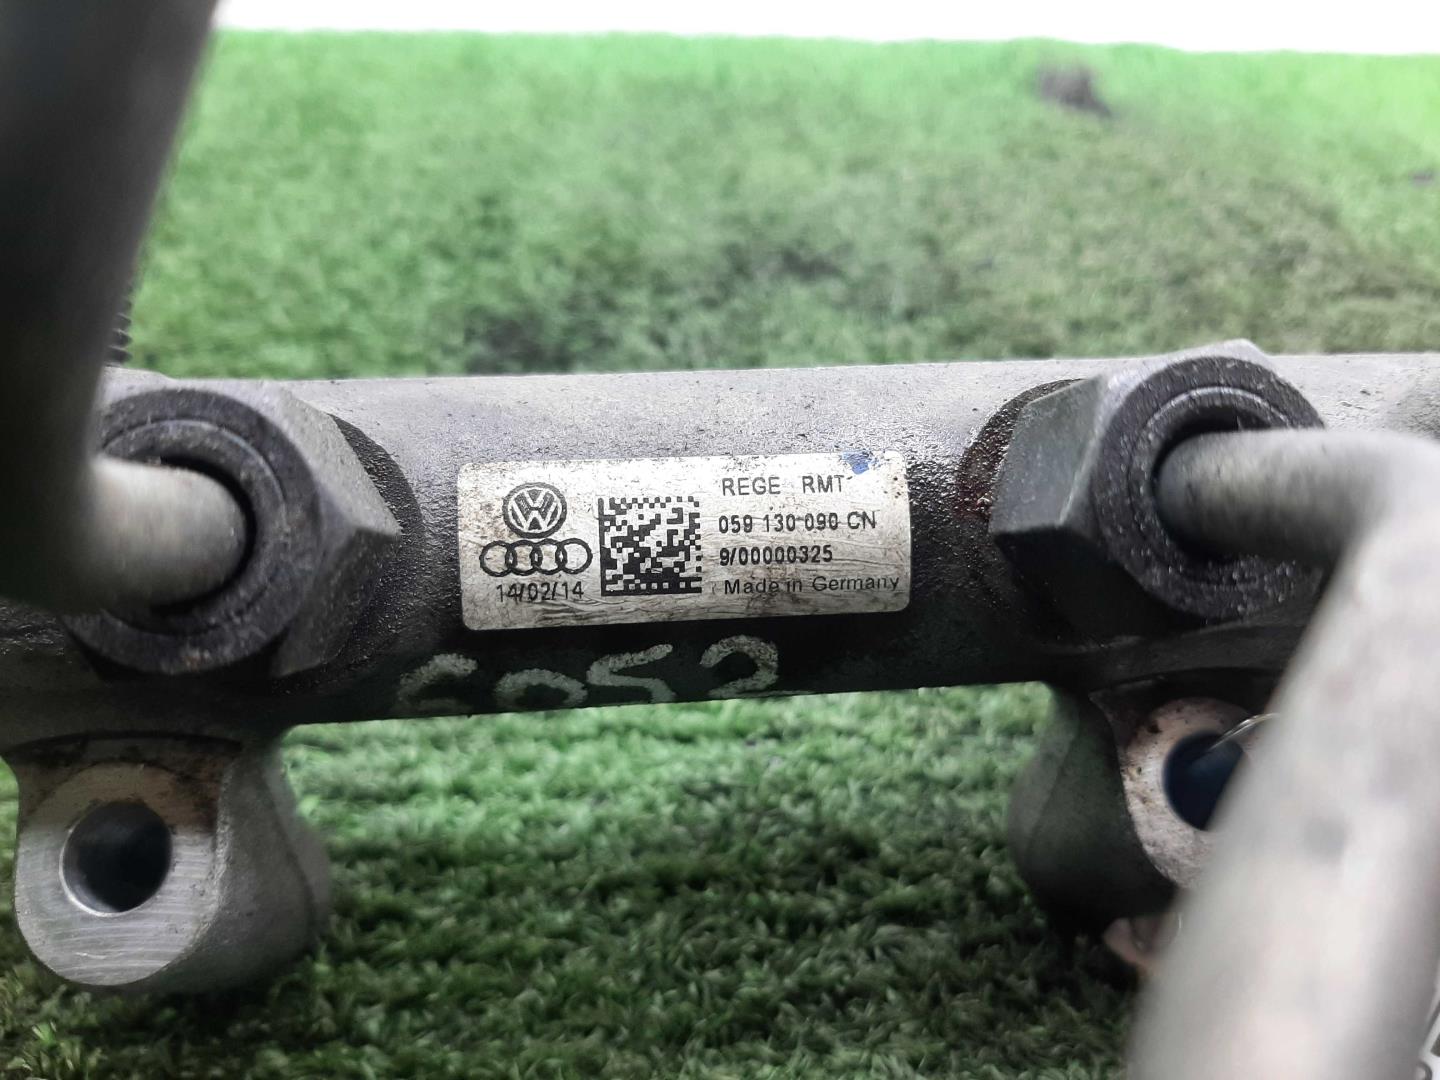 REGE RMT
059 130 090 CN
9/00000325
Made in Germany
14/02/14
6052